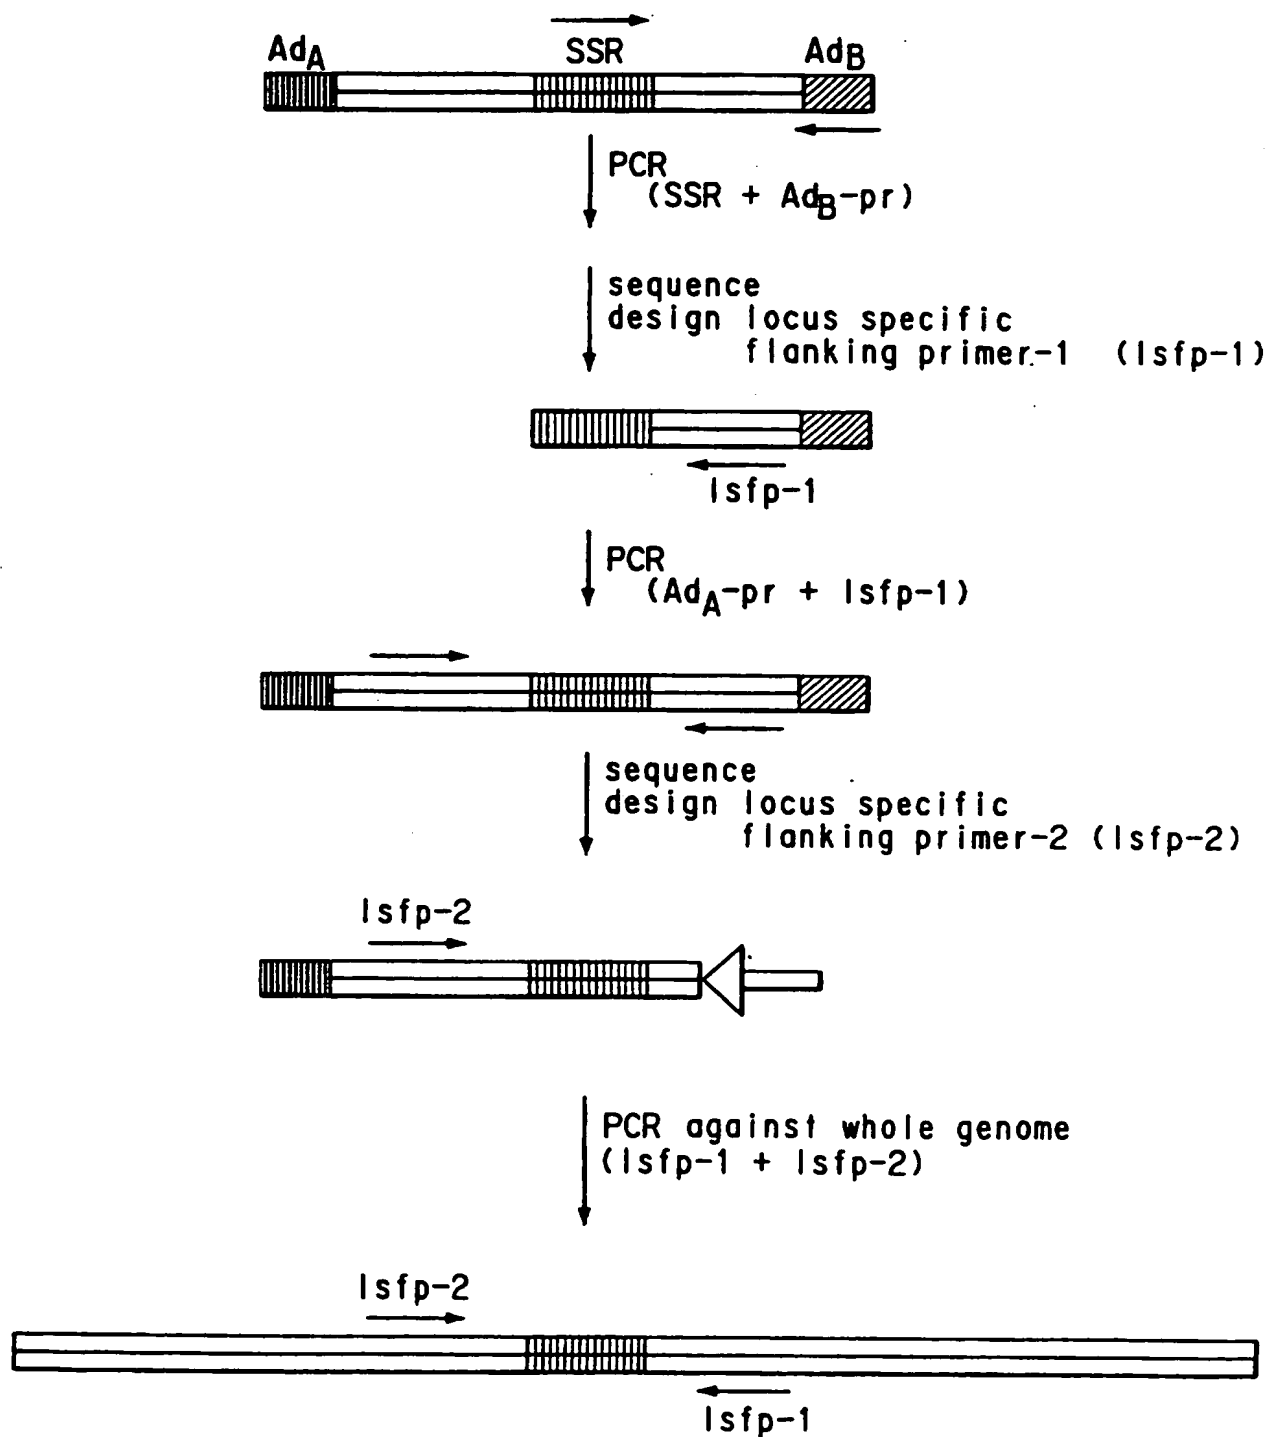 AdA SSR AdB
PCR
(SSR + AdB-pr)
sequence
design locus specific
flanking primer-1 (lsfp-1)
lsfp-1
PCR
(AdA-pr + lsfp-1)
sequence
design locus specific
flanking primer-2 (lsfp-2)
lsfp-2
PCR against whole genome
(lsfp-1 + lsfp-2)
lsfp-2
lsfp-1